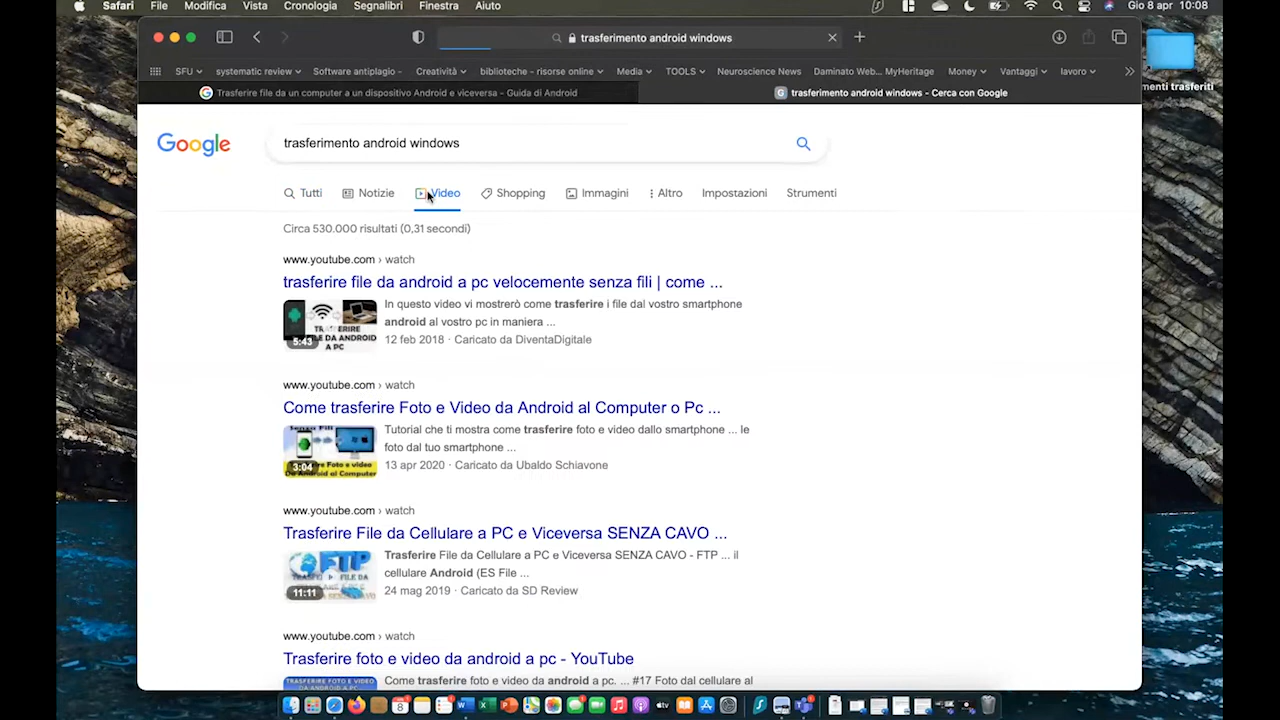 Safari File Modifica Vista Cronologia Segnalibri Finestra Aiuto Gio 8 apr 10:08
trasferimento android windows
SFU systematic review Software antiplagio - Creatività biblioteche - risorse online Media TOOLS Neuroscience News Daminato Web... MyHeritage Money Vantaggi lavoro
menti trasferiti
Trasferire file da un computer a un dispositivo Android e viceversa - Guida di Android
trasferimento android windows - Cerca con Google
Google
trasferimento android windows
Tutti Notizie Video Shopping Immagini Altro Impostazioni Strumenti
Circa 530.000 risultati (0,31 secondi)
www.youtube.com › watch
trasferire file da android a pc velocemente senza fili | come ...
In questo video vi mostrerò come trasferire i file dal vostro smartphone
android al vostro pc in maniera ...
12 feb 2018 · Caricato da DiventaDigitale
5:43
DA ANDROID
A PC
www.youtube.com › watch
Come trasferire Foto e Video da Android al Computer o Pc ...
Tutorial che ti mostra come trasferire foto e video dallo smartphone ... le
foto dal tuo smartphone ...
13 apr 2020 · Caricato da Ubaldo Schiavone
3:04
www.youtube.com › watch
Trasferire File da Cellulare a PC e Viceversa SENZA CAVO ...
Trasferire File da Cellulare a PC e Viceversa SENZA CAVO - FTP ... il
cellulare Android (ES File ...
24 mag 2019 · Caricato da SD Review
FTP
11:11
www.youtube.com › watch
Trasferire foto e video da android a pc - YouTube
Come trasferire foto e video da android a pc. ... #17 Foto dal cellulare al
TRASFERIRE FOTO E VIDEO